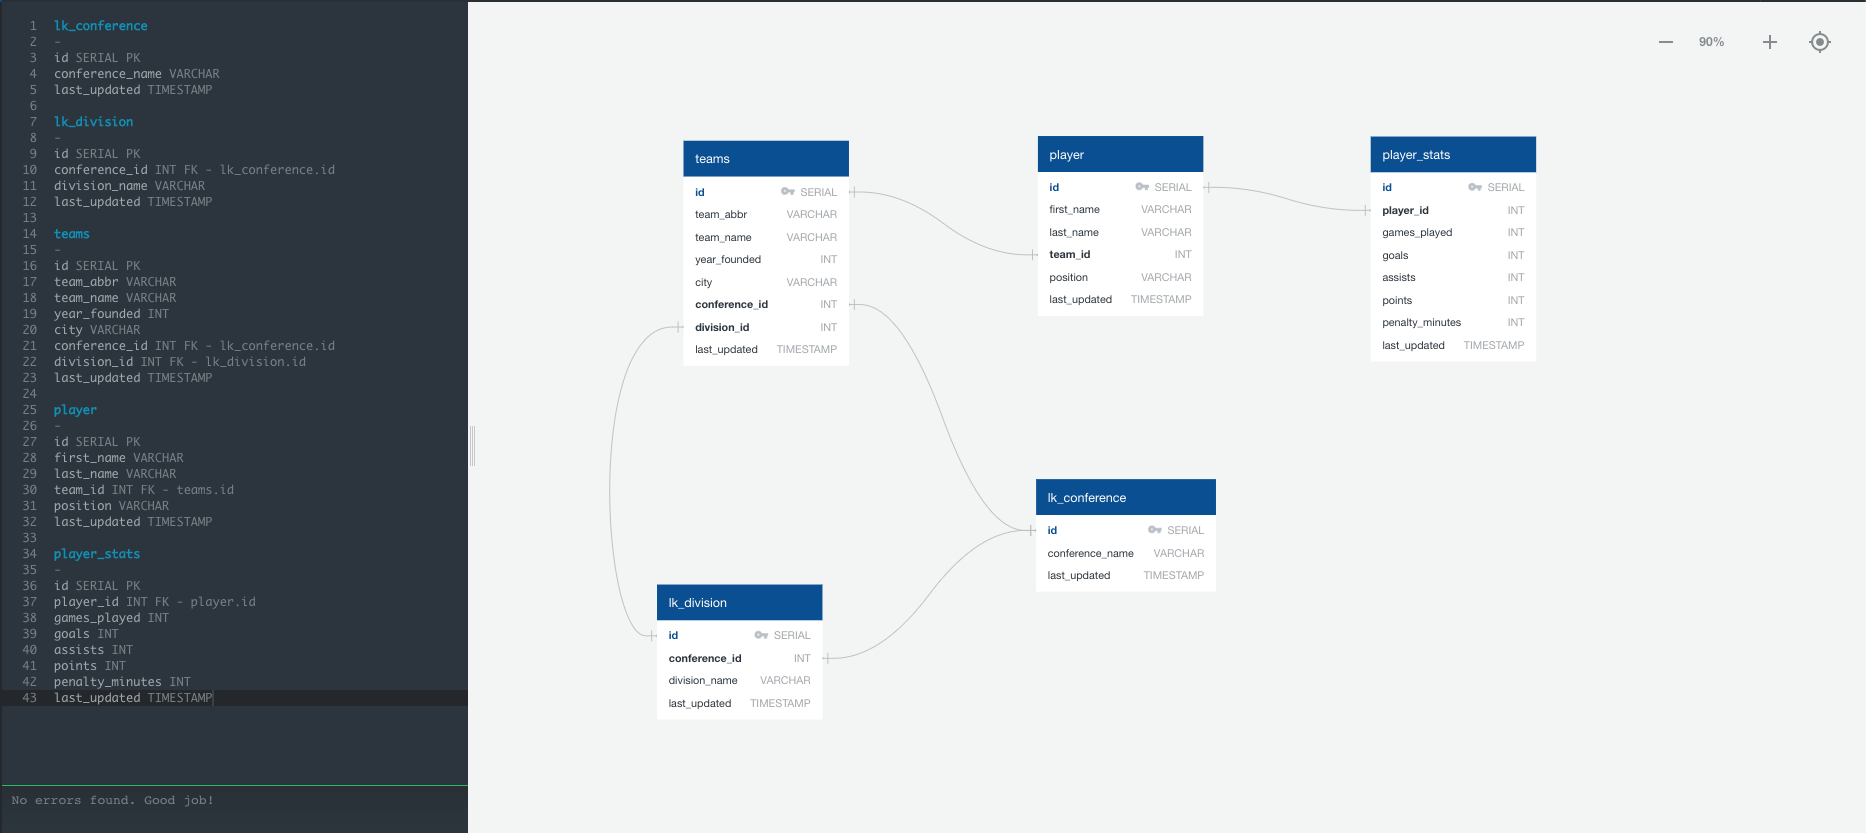 1 lk_conference
2 -
3 id SERIAL PK
4 conference_name VARCHAR
5 last_updated TIMESTAMP
6
7 lk_division
8 -
9 id SERIAL PK
10 conference_id INT FK - lk_conference.id
11 division_name VARCHAR
12 last_updated TIMESTAMP
13
14 teams
15 -
16 id SERIAL PK
17 team_abbr VARCHAR
18 team_name VARCHAR
19 year_founded INT
20 city VARCHAR
21 conference_id INT FK - lk_conference.id
22 division_id INT FK - lk_division.id
23 last_updated TIMESTAMP
24
25 player
26 -
27 id SERIAL PK
28 first_name VARCHAR
29 last_name VARCHAR
30 team_id INT FK - teams.id
31 position VARCHAR
32 last_updated TIMESTAMP
33
34 player_stats
35 -
36 id SERIAL PK
37 player_id INT FK - player.id
38 games_played INT
39 goals INT
40 assists INT
41 points INT
42 penalty_minutes INT
43 last_updated TIMESTAMP
No errors found. Good job!
90%
teams
id SERIAL
team_abbr VARCHAR
team_name VARCHAR
year_founded INT
city VARCHAR
conference_id INT
division_id INT
last_updated TIMESTAMP
player
id SERIAL
first_name VARCHAR
last_name VARCHAR
team_id INT
position VARCHAR
last_updated TIMESTAMP
player_stats
id SERIAL
player_id INT
games_played INT
goals INT
assists INT
points INT
penalty_minutes INT
last_updated TIMESTAMP
lk_conference
id SERIAL
conference_name VARCHAR
last_updated TIMESTAMP
lk_division
id SERIAL
conference_id INT
division_name VARCHAR
last_updated TIMESTAMP